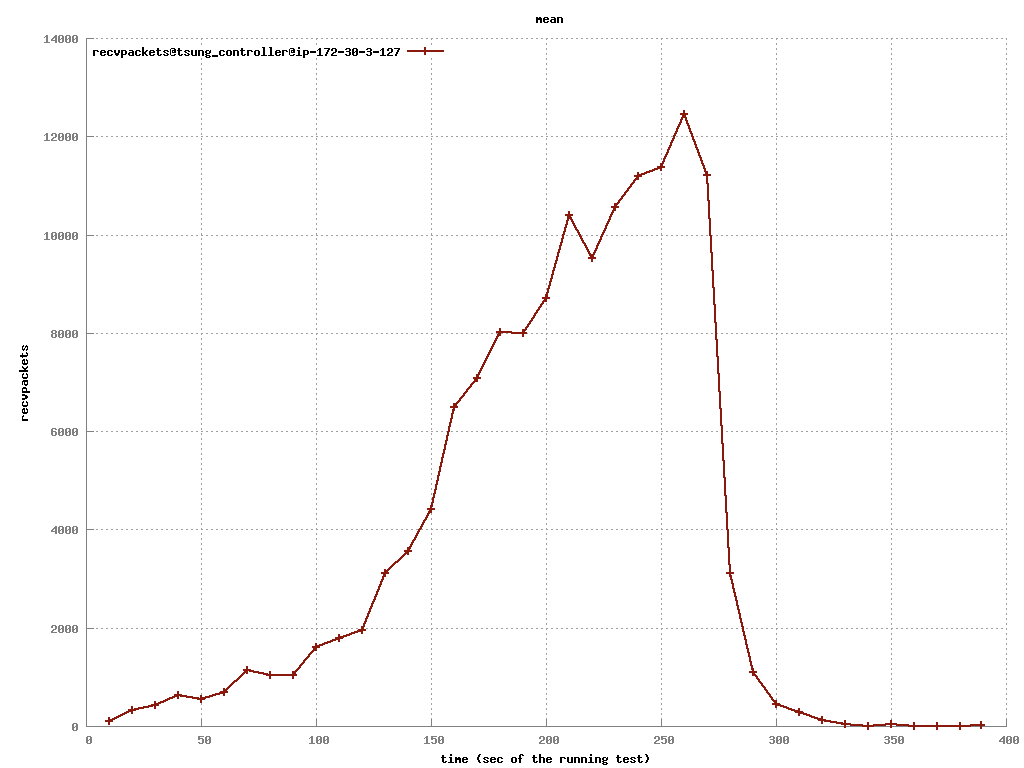 mean
14000
recvpackets@tsung_controller@ip-172-30-3-127
12000
10000
8000
recvpackets
6000
4000
2000
0
0 50 100 150 200 250 300 350 400
time (sec of the running test)